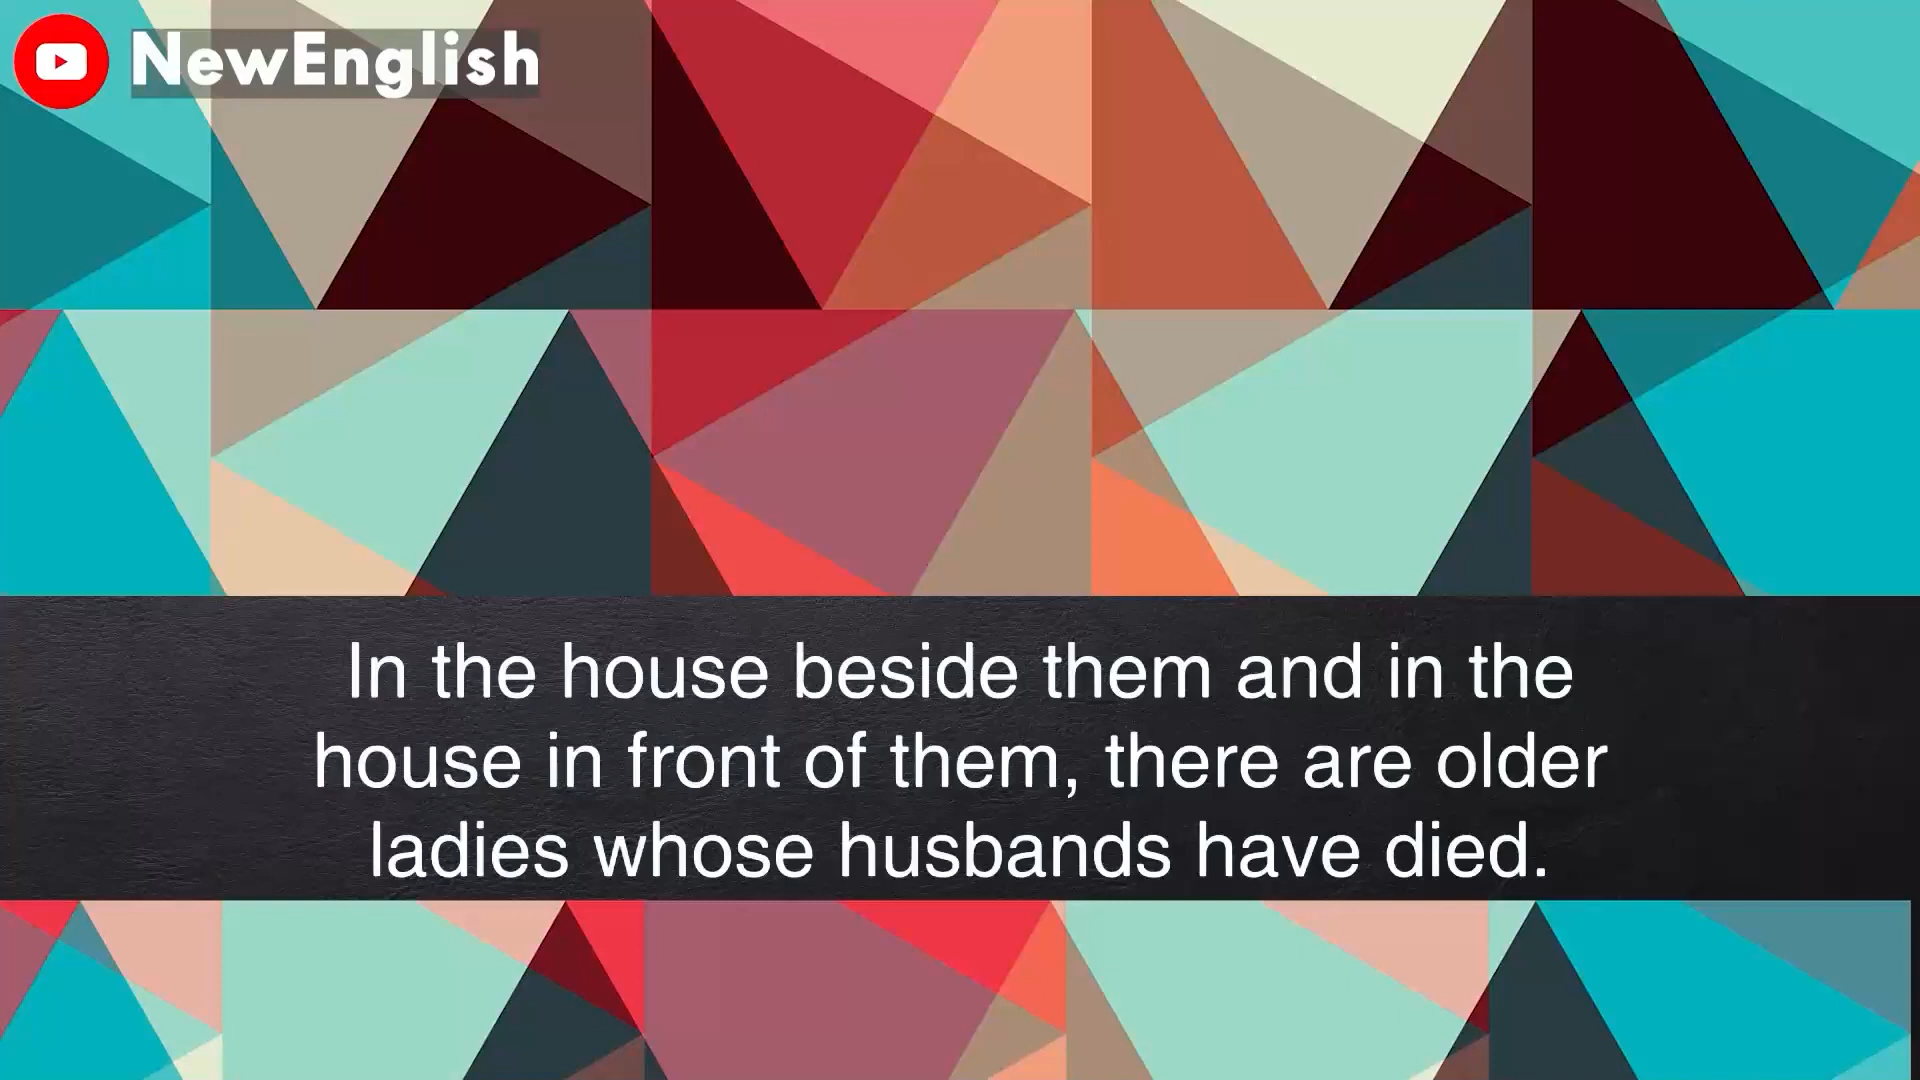 NewEnglish
In the house beside them and in the
house in front of them, there are older
ladies whose husbands have died.